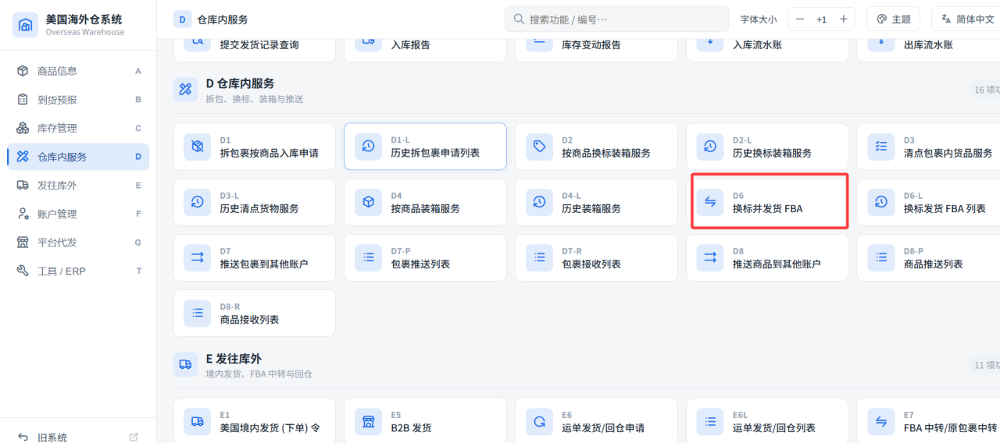 美国海外仓系统
Overseas Warehouse
商品信息 A
到货预报 B
库存管理 C
仓库内服务 D
发往库外 E
账户管理 F
平台代发 G
工具 / ERP T
旧系统
D 仓库内服务
搜索功能 / 编号…
字体大小
+1
主题
简体中文
提交发货记录查询
入库报告
库存变动报告
入库流水账
出库流水账
D 仓库内服务
拆包、换标、装箱与推送
16 项
D1
拆包裹按商品入库申请
D1-L
历史拆包裹申请列表
D2
按商品换标装箱服务
D2-L
历史换标装箱服务
D3
清点包裹内货品服务
D3-L
历史清点货物服务
D4
按商品装箱服务
D4-L
历史装箱服务
D6
换标并发货 FBA
D6-L
换标发货 FBA 列表
D7
推送包裹到其他账户
D7-P
包裹推送列表
D7-R
包裹接收列表
D8
推送商品到其他账户
D8-P
商品推送列表
D8-R
商品接收列表
E 发往库外
境内发货、FBA 中转与回仓
11 项
E1
美国境内发货 (下单) 令
E5
B2B 发货
E6
运单发货/回仓申请
E6L
运单发货/回仓列表
E7
FBA 中转/原包裹中转